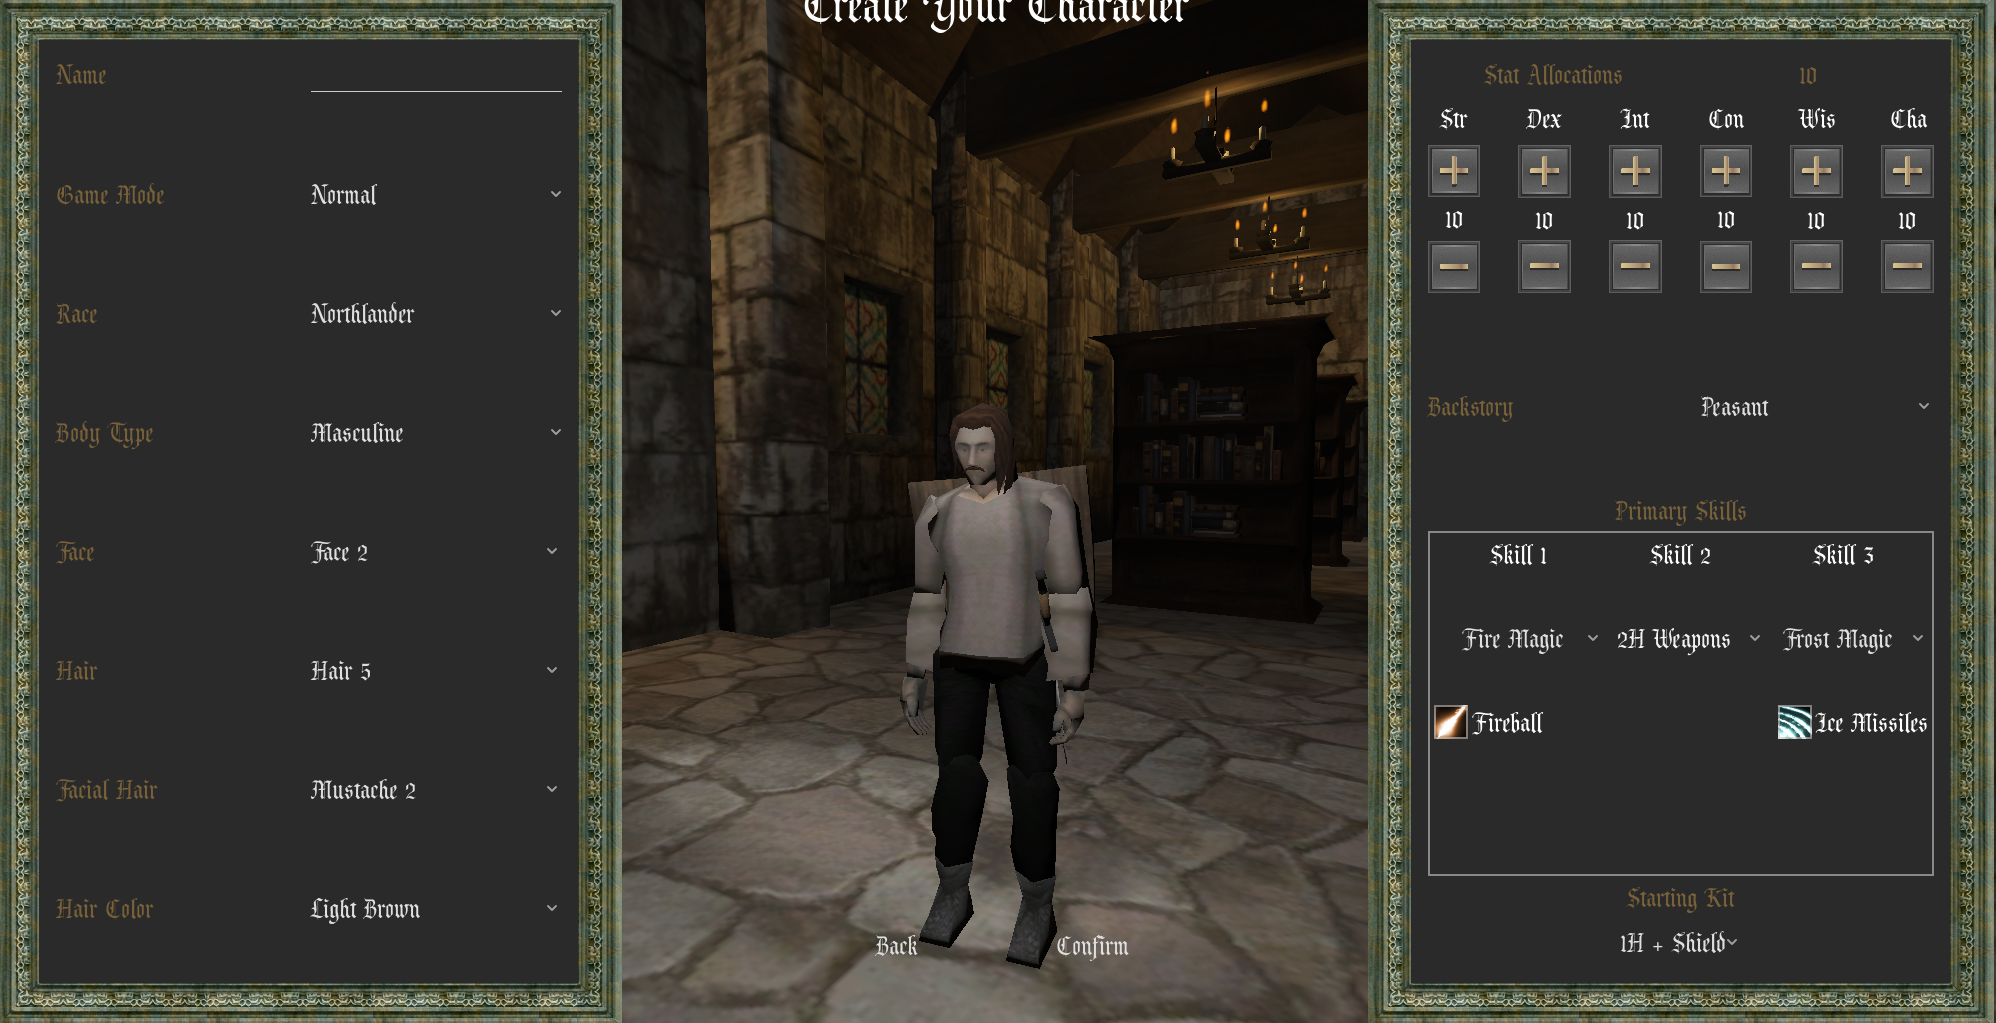 Create Your Character
Name
Game Mode Normal
Race Northlander
Body Type Masculine
Face Face 2
Hair Hair 5
Facial Hair Mustache 2
Hair Color Light Brown
Back Confirm
Stat Allocations 10
Str Dex Int Con Wis Cha
10 10 10 10 10 10
Backstory Peasant
Primary Skills
Skill 1 Skill 2 Skill 3
Fire Magic 2H Weapons Frost Magic
Fireball Ice Missiles
Starting Kit
1H + Shield